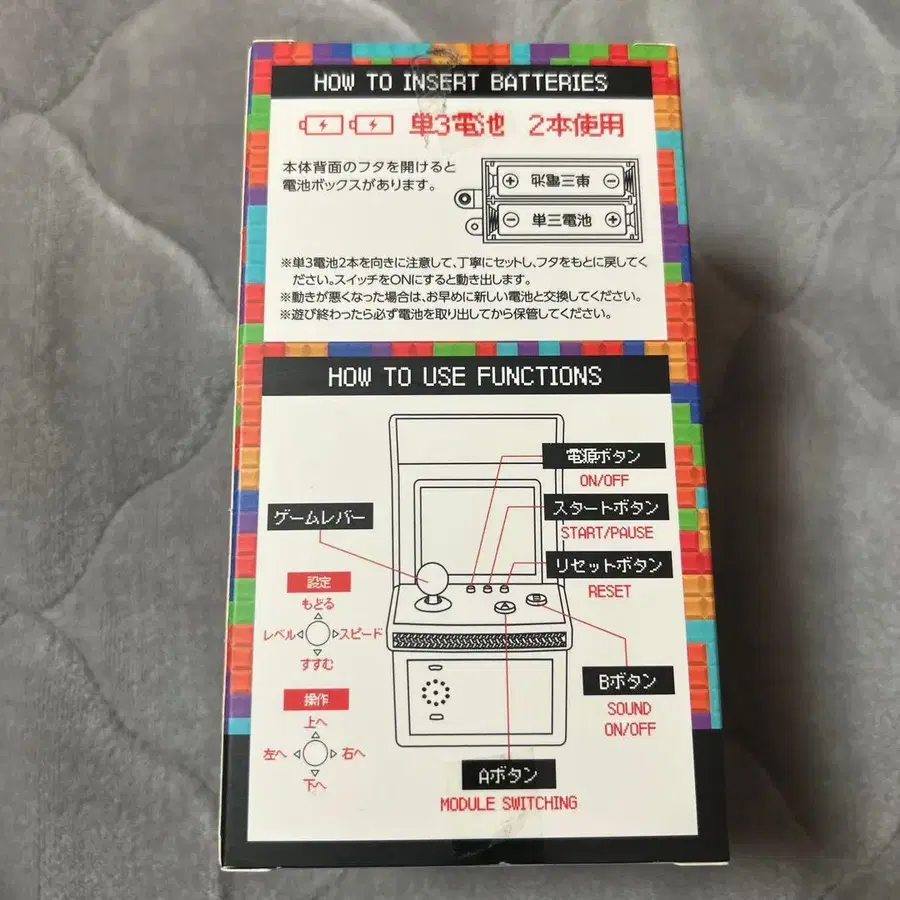 HOW TO INSERT BATTERIES
単3電池 2本使用
本体背面のフタを開けると
電池ボックスがあります。
単三電池
単三電池
※単3電池2本を向きに注意して、丁寧にセットし、フタをもとに戻してく
ださい。スイッチをONにすると動き出します。
※動きが悪くなった場合は、お早めに新しい電池と交換してください。
※遊び終わったら必ず電池を取り出してから保管してください。
HOW TO USE FUNCTIONS
電源ボタン
ON/OFF
スタートボタン
START/PAUSE
リセットボタン
RESET
ゲームレバー
設定
もどる
レベル
スピード
すすむ
操作
上へ
左へ
右へ
下へ
A
B
Bボタン
SOUND
ON/OFF
Aボタン
MODULE SWITCHING